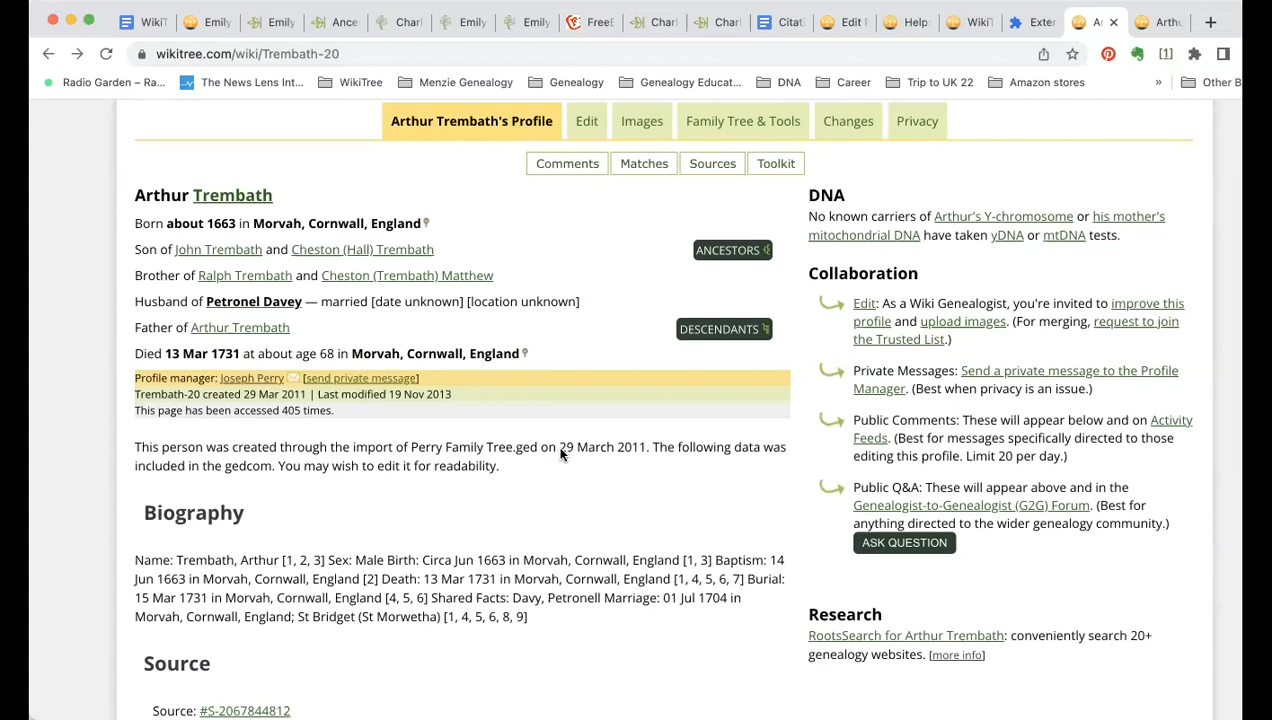 WikiT Emily Emily Ance Charl Emily Emily FreeE Charl Charl Citati Edit F Help: WikiT Exter Ar Arthu
wikitree.com/wiki/Trembath-20
Radio Garden – Ra... The News Lens Int... WikiTree Menzie Genealogy Genealogy Genealogy Educat... DNA Career Trip to UK 22 Amazon stores » Other B
Arthur Trembath's Profile Edit Images Family Tree & Tools Changes Privacy
Comments Matches Sources Toolkit
Arthur Trembath
Born about 1663 in Morvah, Cornwall, England
Son of John Trembath and Cheston (Hall) Trembath
ANCESTORS
Brother of Ralph Trembath and Cheston (Trembath) Matthew
Husband of Petronel Davey — married [date unknown] [location unknown]
Father of Arthur Trembath
DESCENDANTS
Died 13 Mar 1731 at about age 68 in Morvah, Cornwall, England
Profile manager: Joseph Perry [send private message]
Trembath-20 created 29 Mar 2011 | Last modified 19 Nov 2013
This page has been accessed 405 times.
This person was created through the import of Perry Family Tree.ged on 29 March 2011. The following data was
included in the gedcom. You may wish to edit it for readability.
Biography
Name: Trembath, Arthur [1, 2, 3] Sex: Male Birth: Circa Jun 1663 in Morvah, Cornwall, England [1, 3] Baptism: 14
Jun 1663 in Morvah, Cornwall, England [2] Death: 13 Mar 1731 in Morvah, Cornwall, England [1, 4, 5, 6, 7] Burial:
15 Mar 1731 in Morvah, Cornwall, England [4, 5, 6] Shared Facts: Davy, Petronell Marriage: 01 Jul 1704 in
Morvah, Cornwall, England; St Bridget (St Morwetha) [1, 4, 5, 6, 8, 9]
Source
Source: #S-2067844812
DNA
No known carriers of Arthur's Y-chromosome or his mother's
mitochondrial DNA have taken yDNA or mtDNA tests.
Collaboration
Edit: As a Wiki Genealogist, you're invited to improve this
profile and upload images. (For merging, request to join
the Trusted List.)
Private Messages: Send a private message to the Profile
Manager. (Best when privacy is an issue.)
Public Comments: These will appear below and on Activity
Feeds. (Best for messages specifically directed to those
editing this profile. Limit 20 per day.)
Public Q&A: These will appear above and in the
Genealogist-to-Genealogist (G2G) Forum. (Best for
anything directed to the wider genealogy community.)
ASK QUESTION
Research
RootsSearch for Arthur Trembath: conveniently search 20+
genealogy websites. [more info]